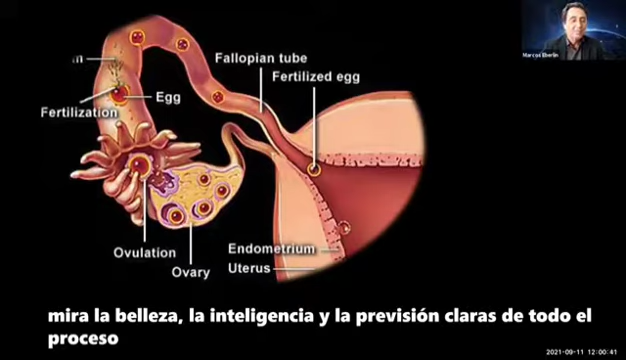 Marcos Eberlin
Fallopian tube
Fertilized egg
Egg
Fertilization
Ovulation
Ovary
Endometrium
Uterus
mira la belleza, la inteligencia y la previsión claras de todo el
proceso
2021-09-11 12:00:41